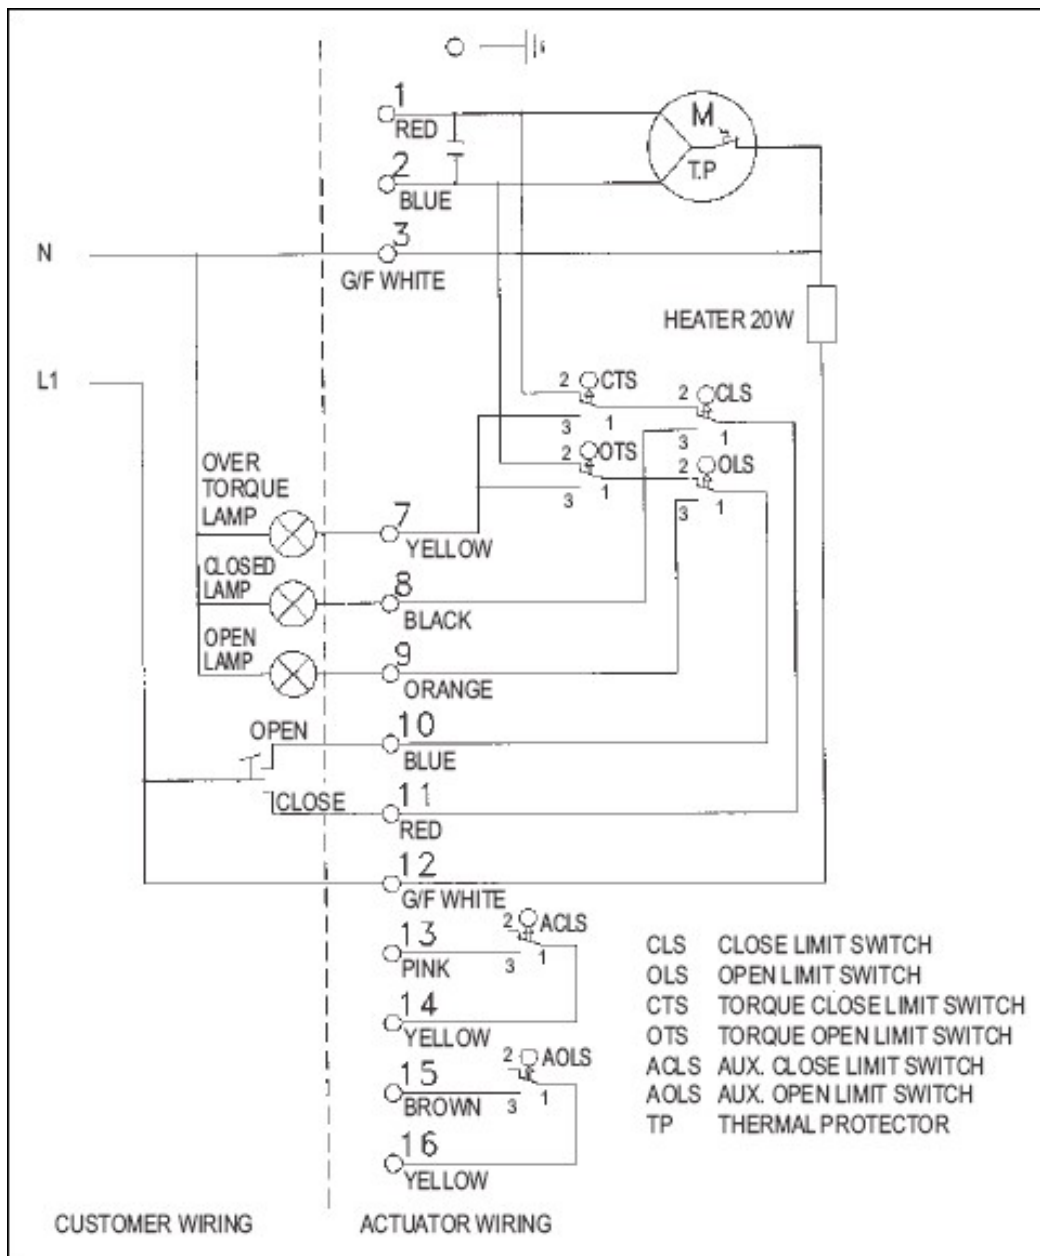 1
RED
M
T.P
2
BLUE
N
3
G/F WHITE
HEATER 20W
L1
2 CTS
2 CLS
3 1
3 1
2 OTS
2 OLS
3 1
3 1
OVER
TORQUE
LAMP
7
YELLOW
CLOSED
LAMP
8
BLACK
OPEN
LAMP
9
ORANGE
OPEN
10
BLUE
CLOSE
11
RED
12
G/F WHITE
13
PINK
2 ACLS
3 1
14
YELLOW
15
BROWN
2 AOLS
3 1
16
YELLOW
CLS CLOSE LIMIT SWITCH
OLS OPEN LIMIT SWITCH
CTS TORQUE CLOSE LIMIT SWITCH
OTS TORQUE OPEN LIMIT SWITCH
ACLS AUX. CLOSE LIMIT SWITCH
AOLS AUX. OPEN LIMIT SWITCH
TP THERMAL PROTECTOR
CUSTOMER WIRING
ACTUATOR WIRING